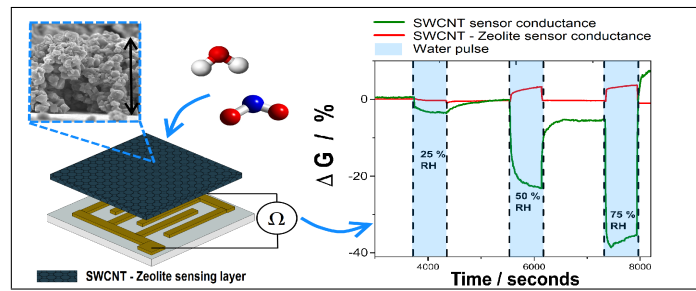 SWCNT sensor conductance
SWCNT - Zeolite sensor conductance
Water pulse
Δ G / %
0
-20
-40
25 %
RH
50 %
RH
75 %
RH
4000
6000
8000
Time / seconds
Ω
SWCNT - Zeolite sensing layer